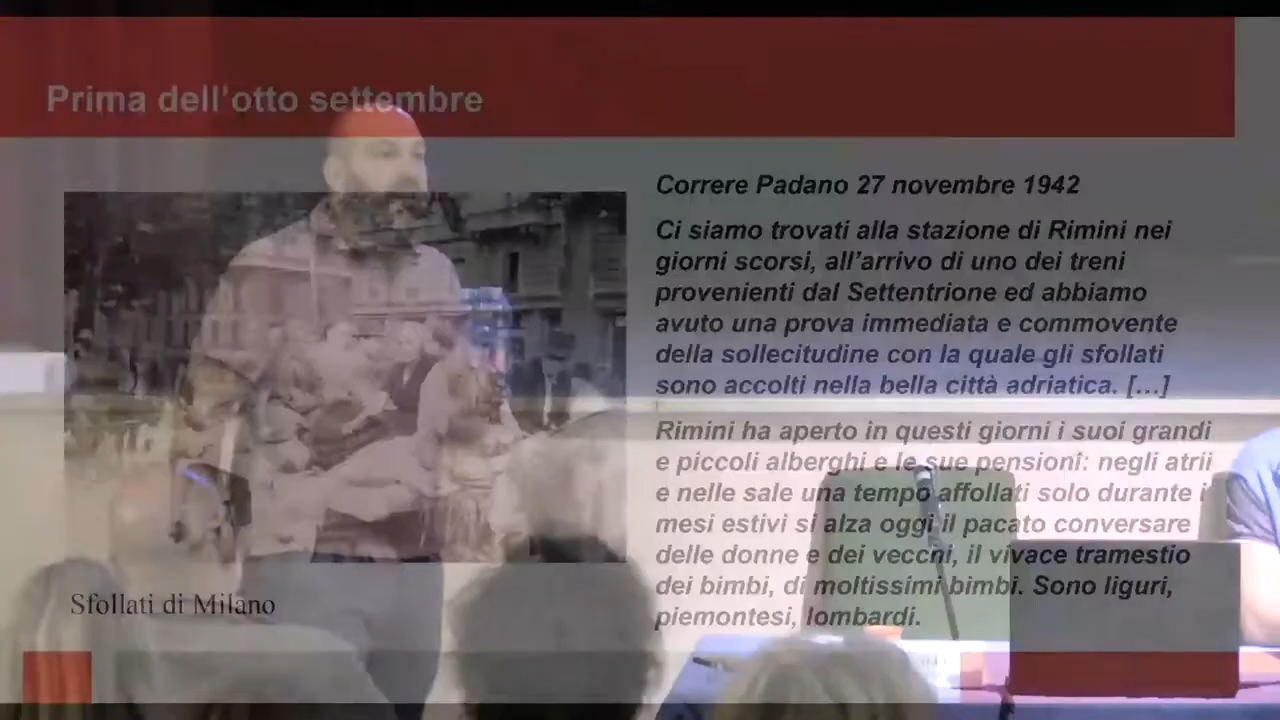 Prima dell'otto settembre
Correre Padano 27 novembre 1942
Ci siamo trovati alla stazione di Rimini nei
giorni scorsi, all'arrivo di uno dei treni
provenienti dal Settentrione ed abbiamo
avuto una prova immediata e commovente
della sollecitudine con la quale gli sfollati
sono accolti nella bella città adriatica. [...]
Rimini ha aperto in questi giorni i suoi grandi
e piccoli alberghi e le sue pensioni: negli atrii
e nelle sale una tempo affollati solo durante i
mesi estivi si alza oggi il pacato conversare
delle donne e dei vecchi, il vivace tramestio
dei bimbi, di moltissimi bimbi. Sono liguri,
piemontesi, lombardi.
Sfollati di Milano